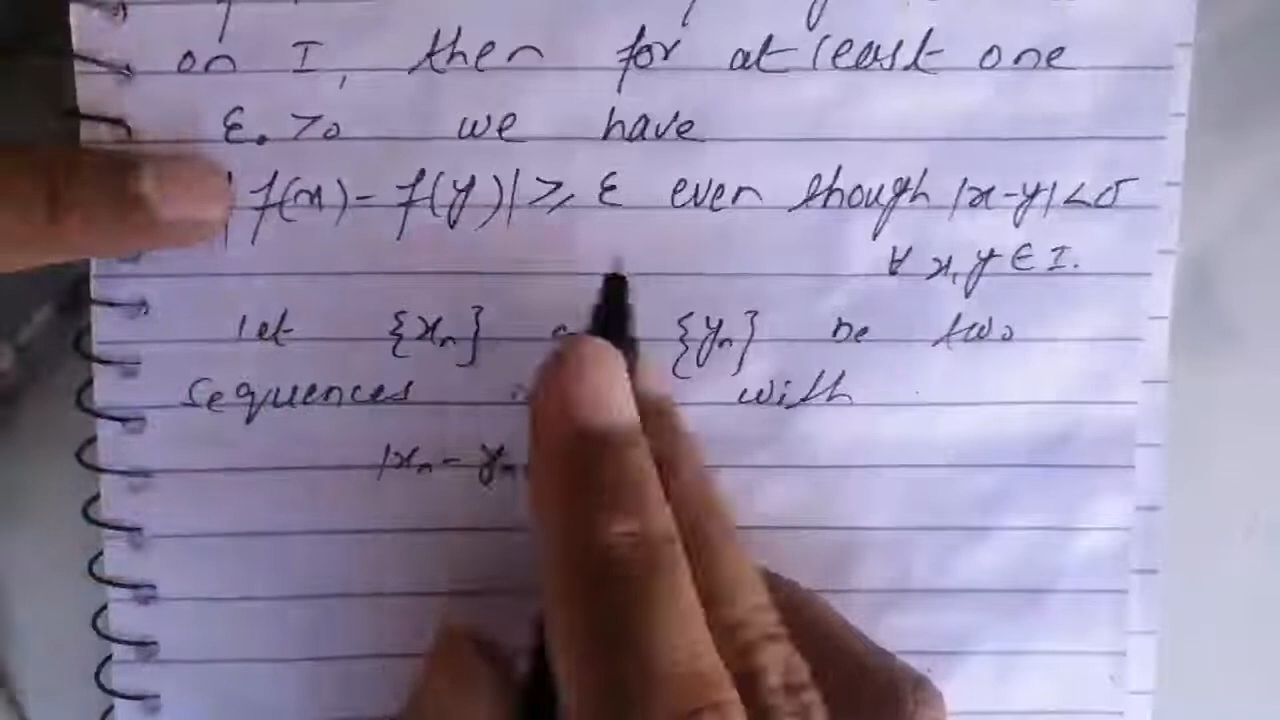 on I, then for at least one
ε₀ >0 we have
|f(x)-f(y)|≥ ε even though |x-y|<δ
∀ x,y ∈ I.
let {xₙ} {yₙ} be two
sequences with
|xₙ - yₙ